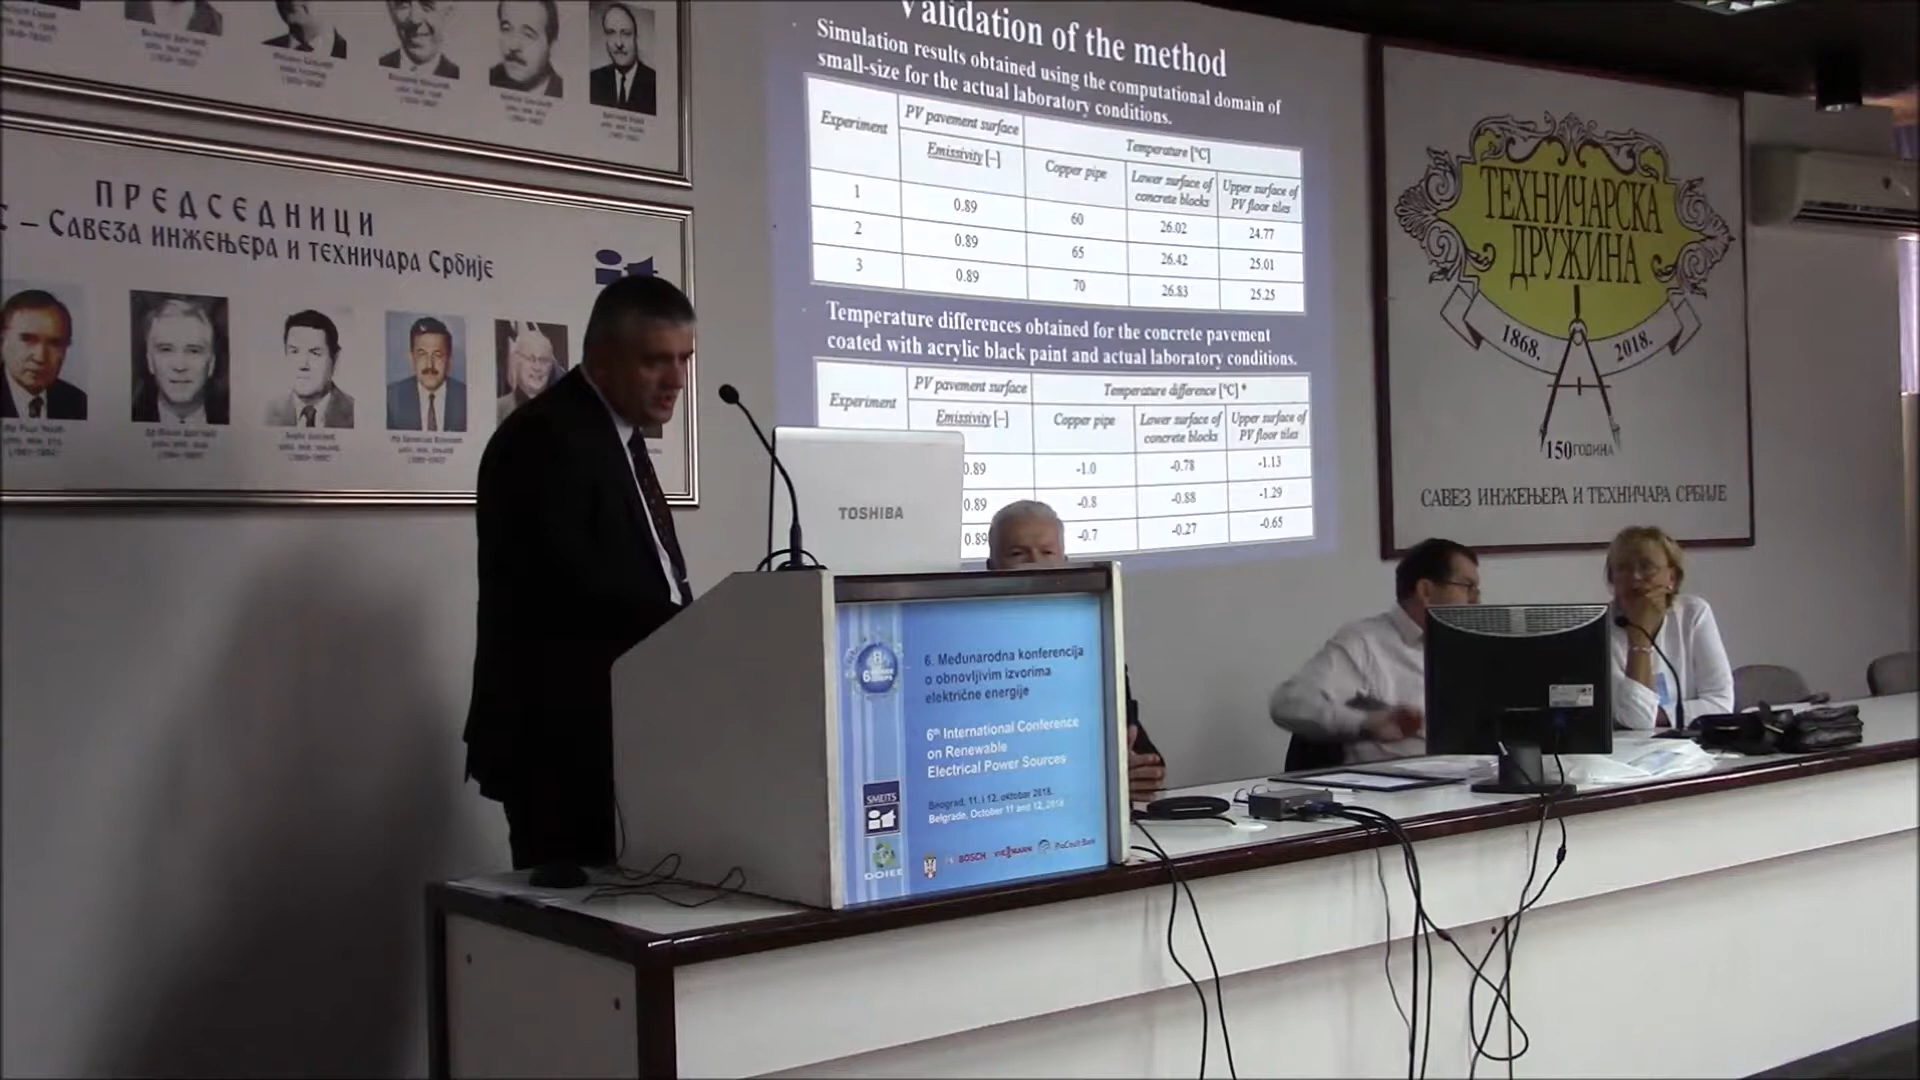 ПРЕДСЕДНИЦИ
– САВЕЗА ИНЖЕЊЕРА И ТЕХНИЧАРА СРБИЈЕ
Validation of the method
Simulation results obtained using the computational domain of
small-size for the actual laboratory conditions.
Experiment
PV pavement surface
Temperature [°C]
Emissivity [–]
Copper pipe
Lower surface of
concrete blocks
Upper surface of
PV floor tiles
1 0.89 60 26.02 24.77
2 0.89 65 26.42 25.01
3 0.89 70 26.83 25.25
Temperature differences obtained for the concrete pavement
coated with acrylic black paint and actual laboratory conditions.
Experiment
PV pavement surface
Temperature difference [°C] *
Emissivity [–]
Copper pipe
Lower surface of
concrete blocks
Upper surface of
PV floor tiles
0.89 -1.0 -0.78 -1.13
0.89 -0.8 -0.88 -1.29
0.89 -0.7 -0.27 -0.65
ТЕХНИЧАРСКА
ДРУЖИНА
1868. 2018.
150 ГОДИНА
САВЕЗ ИНЖЕЊЕРА И ТЕХНИЧАРА СРБИЈЕ
TOSHIBA
6. Međunarodna konferencija
o obnovljivim izvorima
električne energije
6th International Conference
on Renewable
Electrical Power Sources
Beograd, 11. i 12. oktobar 2018.
Belgrade, October 11 and 12, 2018
SMEITS
DOIEE
BOSCH VIESSMANN ProCredit Bank